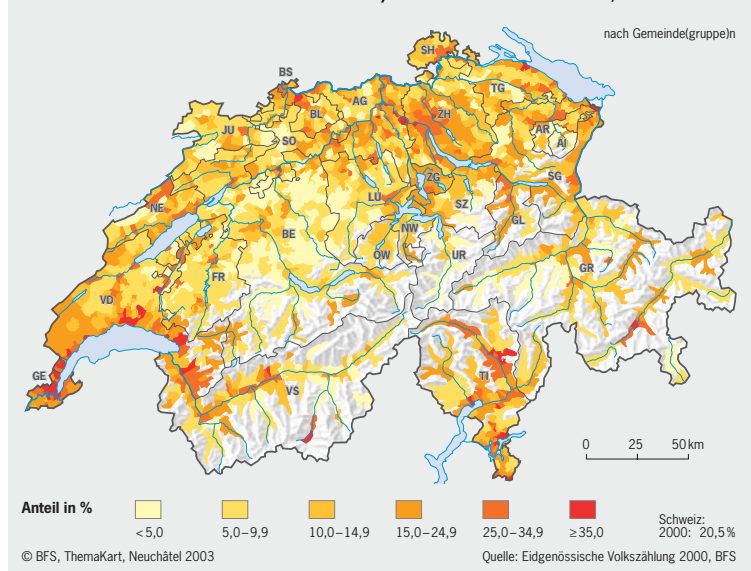 nach Gemeinde(gruppe)n
SH
BS
TG
BL
AG
ZH
JU
SO
AR
AI
LU
ZG
SG
NE
SZ
BE
NW
GL
OW
UR
FR
GR
VD
GE
TI
VS
0 25 50 km
Anteil in %
< 5,0
5,0–9,9
10,0–14,9
15,0–24,9
25,0–34,9
≥ 35,0
Schweiz:
2000: 20,5 %
© BFS, ThemaKart, Neuchâtel 2003
Quelle: Eidgenössische Volkszählung 2000, BFS